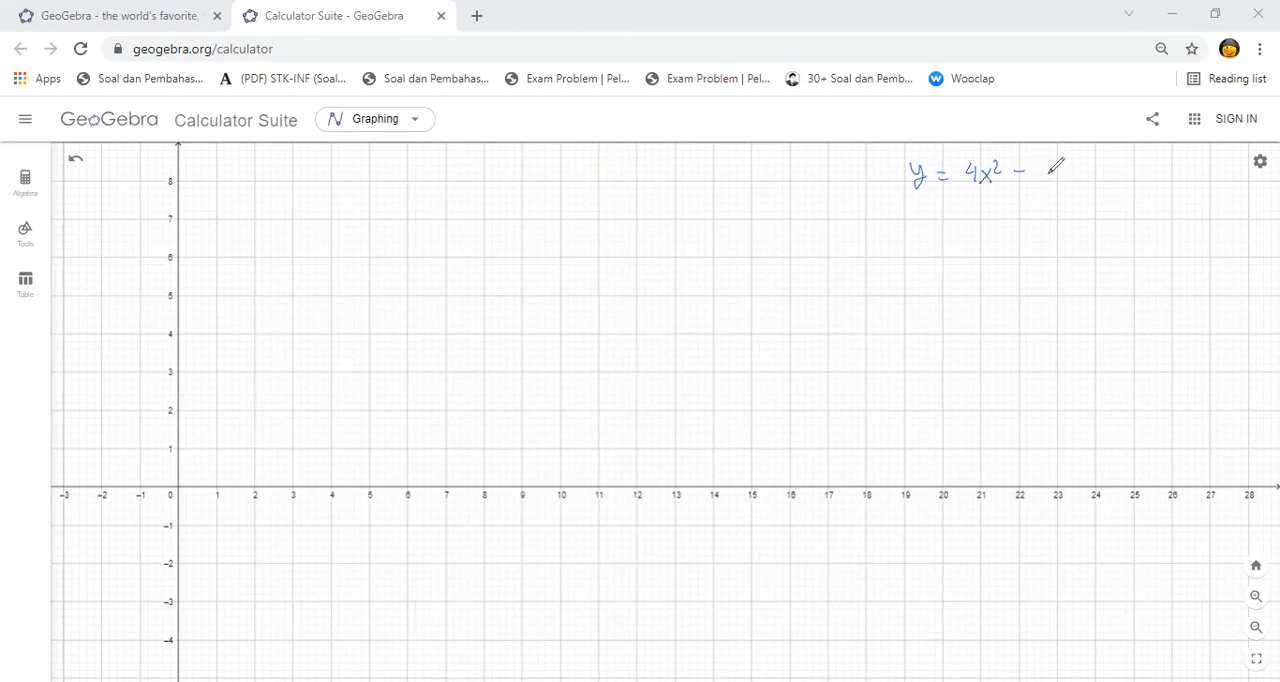 GeoGebra - the world's favorite,
Calculator Suite - GeoGebra
geogebra.org/calculator
Apps
Soal dan Pembahas...
(PDF) STK-INF (Soal...
Soal dan Pembahas...
Exam Problem | Pel...
Exam Problem | Pel...
30+ Soal dan Pemb...
Wooclap
Reading list
GeoGebra Calculator Suite
Graphing
SIGN IN
y = 4x² -
Algebra
Tools
Table
8
7
6
5
4
3
2
1
-3 -2 -1 0 1 2 3 4 5 6 7 8 9 10 11 12 13 14 15 16 17 18 19 20 21 22 23 24 25 26 27 28
-1
-2
-3
-4